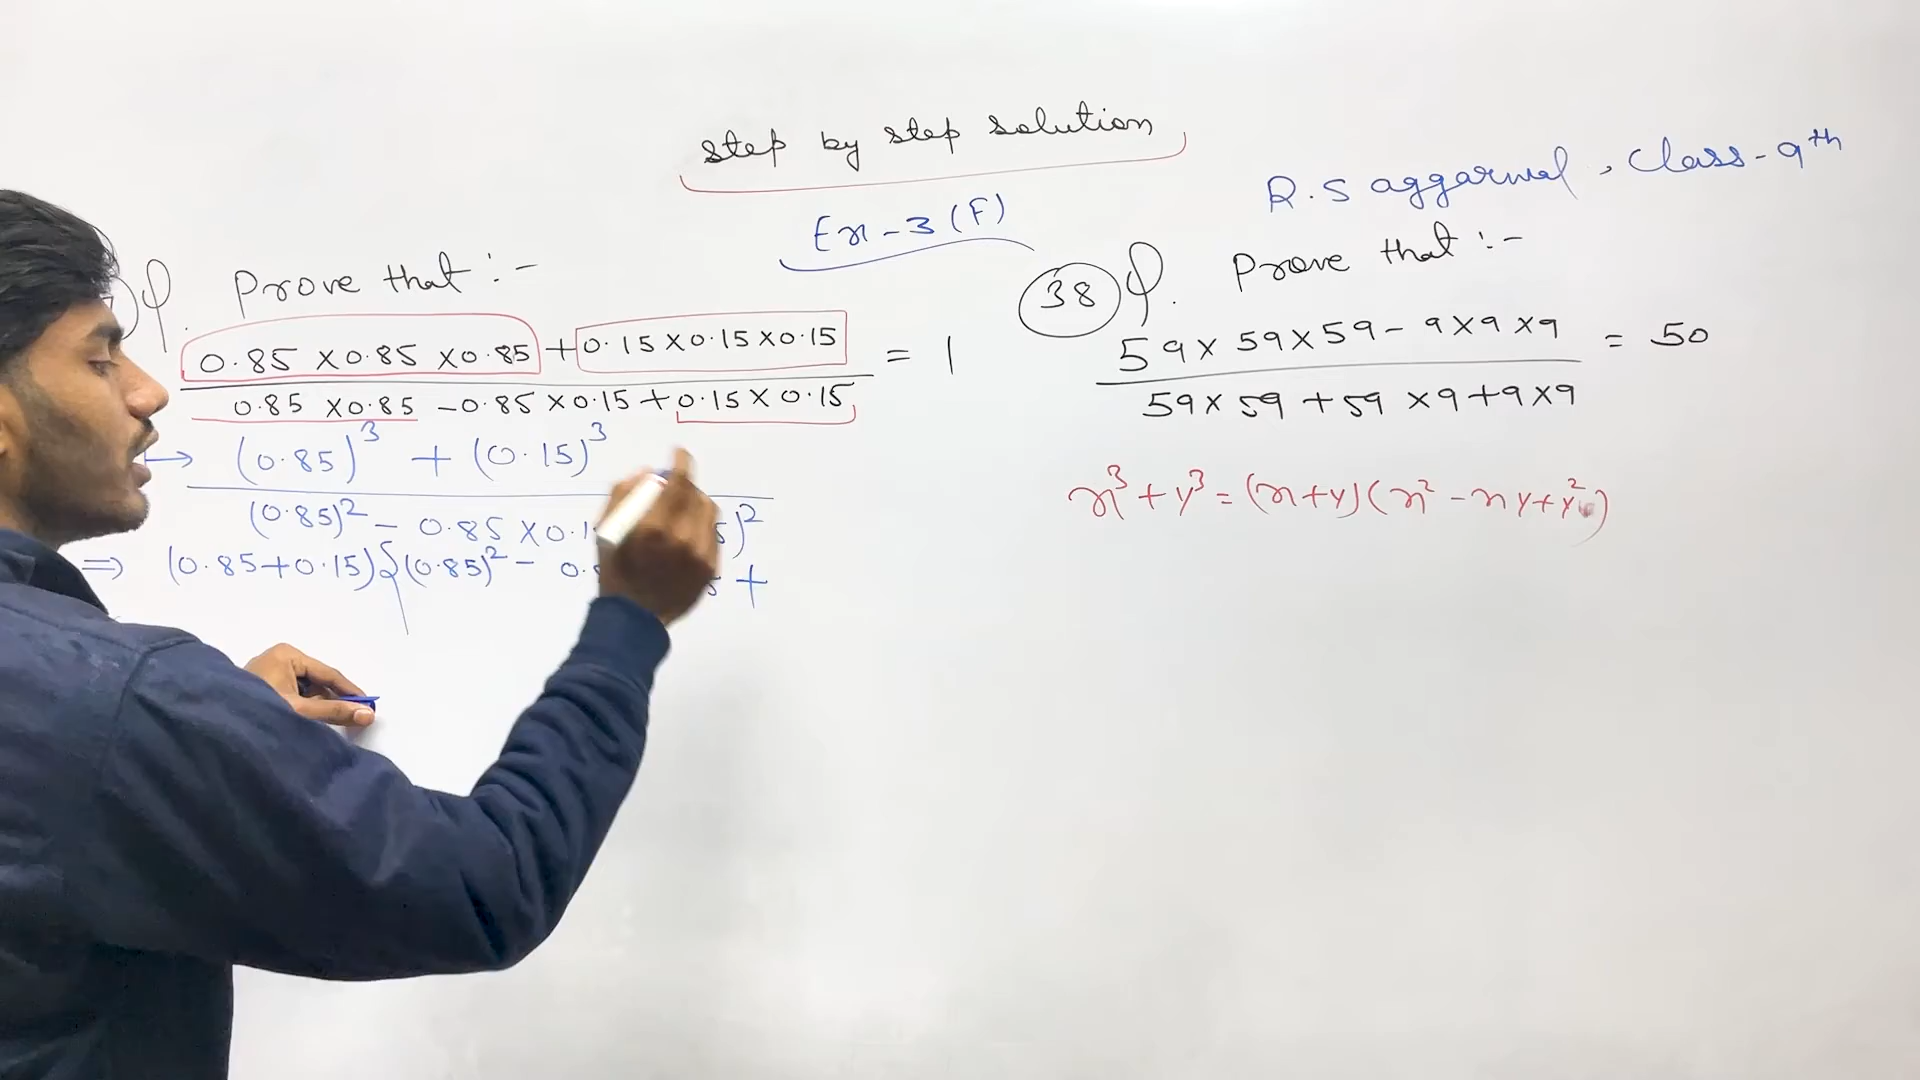 step by step solution
R.S aggarwal, Class-9th
Ex-3(F)
Q. Prove that :-
0.85 × 0.85 × 0.85 + 0.15 × 0.15 × 0.15 = 1
0.85 × 0.85 - 0.85 × 0.15 + 0.15 × 0.15
(0.85)³ + (0.15)³
(0.85)² - 0.85 × 0.1 )²
⇒ (0.85+0.15){(0.85)² - 0. +
38 Q. Prove that :-
59 × 59 × 59 - 9 × 9 × 9 = 50
59 × 59 + 59 × 9 + 9 × 9
x³ + y³ = (x+y)(x² - xy + y²)